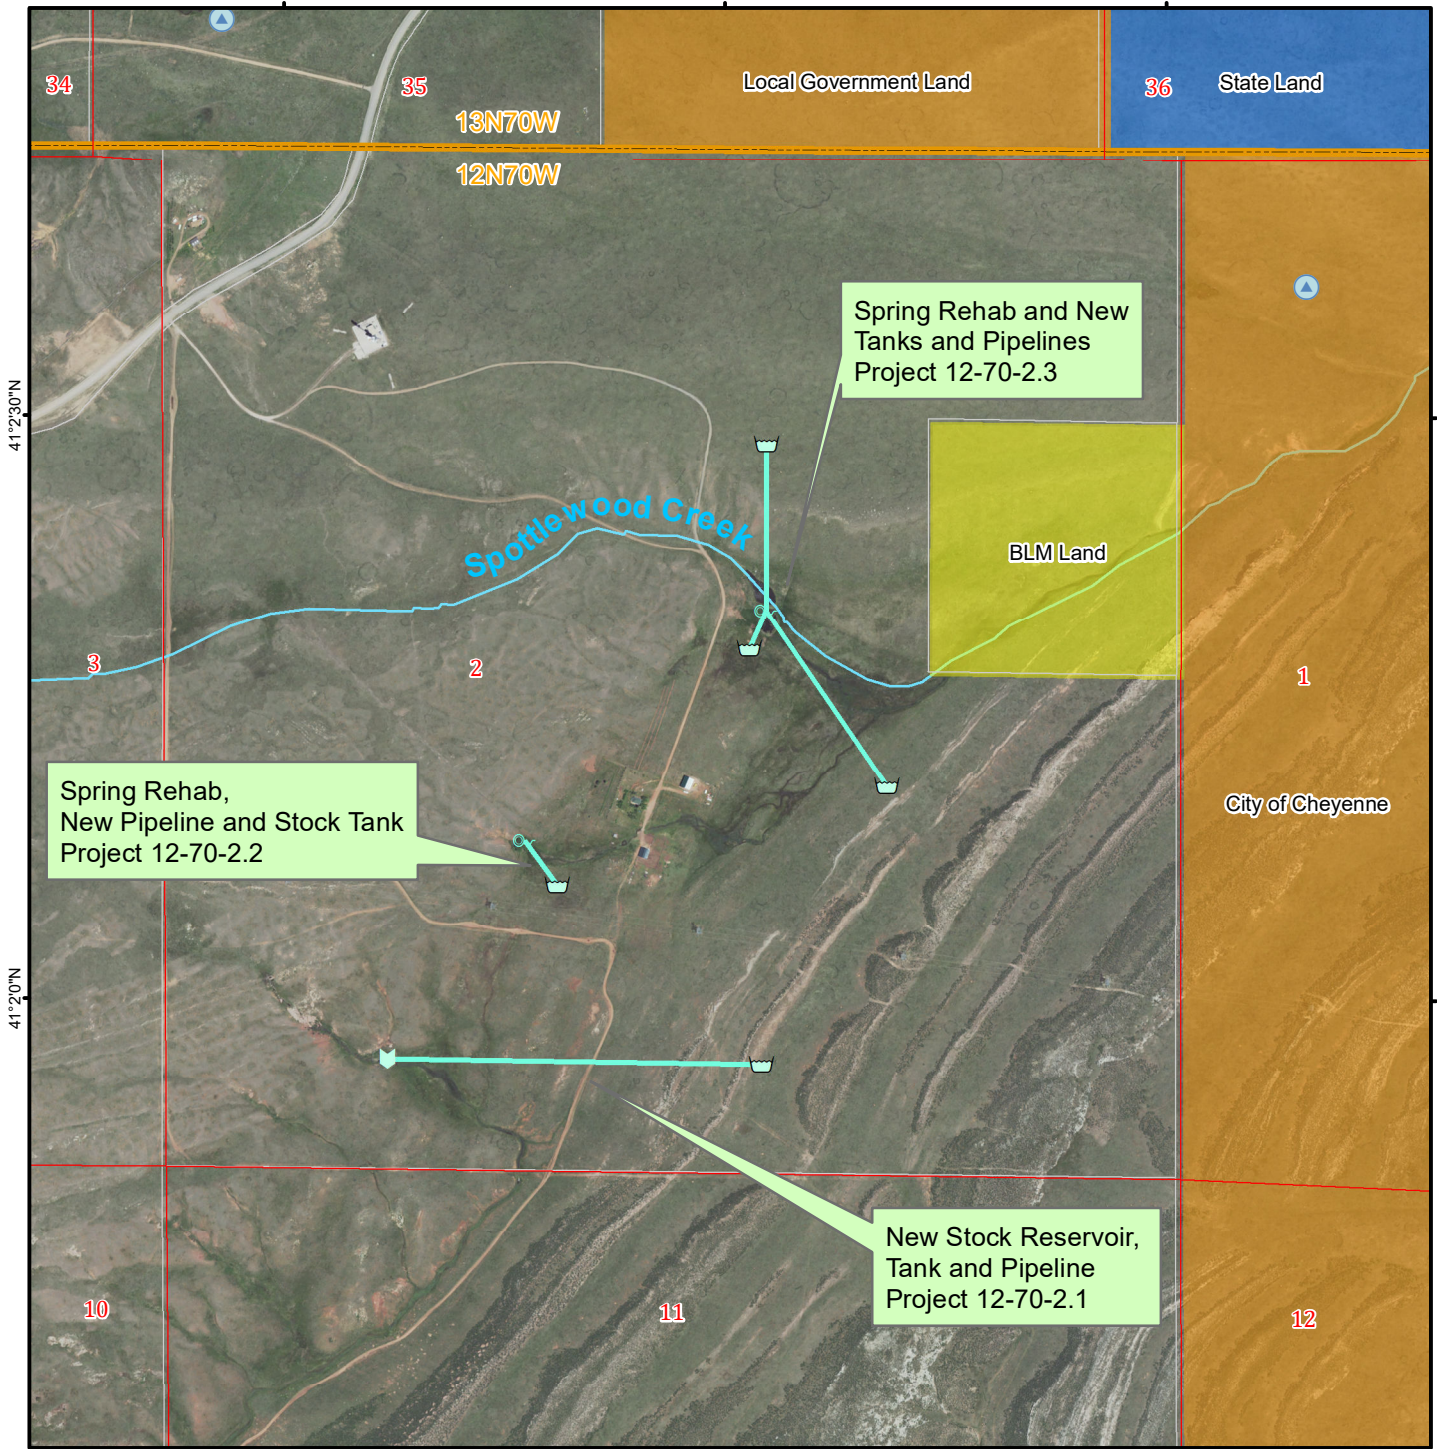 34
35
Local Government Land
36
State Land
13N70W
12N70W
Spring Rehab and New
Tanks and Pipelines
Project 12-70-2.3
41°2'30"N
Spottlewood Creek
BLM Land
3
2
1
Spring Rehab,
New Pipeline and Stock Tank
Project 12-70-2.2
City of Cheyenne
41°2'0"N
New Stock Reservoir,
Tank and Pipeline
Project 12-70-2.1
10
11
12